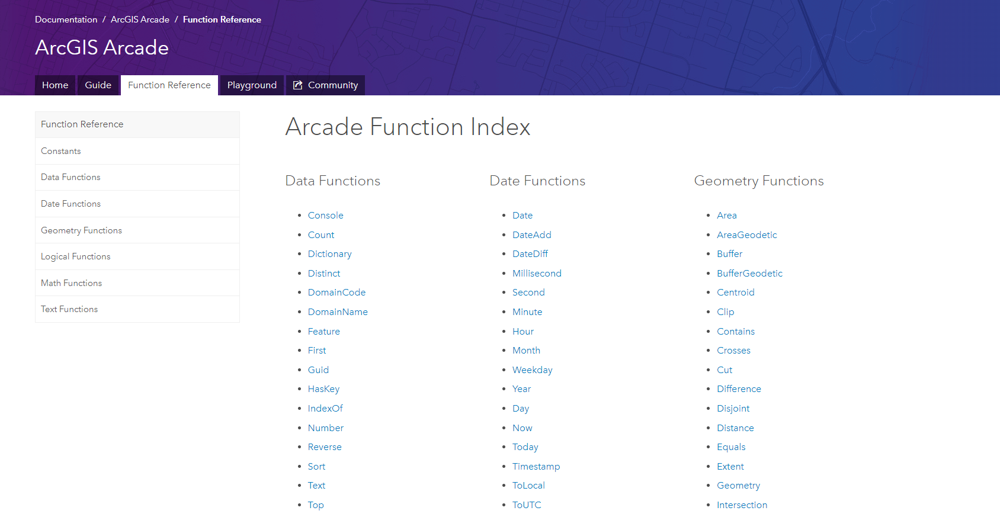 Documentation / ArcGIS Arcade / Function Reference
ArcGIS Arcade
Home Guide Function Reference Playground Community
Function Reference
Constants
Data Functions
Date Functions
Geometry Functions
Logical Functions
Math Functions
Text Functions
Arcade Function Index
Data Functions
Console
Count
Dictionary
Distinct
DomainCode
DomainName
Feature
First
Guid
HasKey
IndexOf
Number
Reverse
Sort
Text
Top
Date Functions
Date
DateAdd
DateDiff
Millisecond
Second
Minute
Hour
Month
Weekday
Year
Day
Now
Today
Timestamp
ToLocal
ToUTC
Geometry Functions
Area
AreaGeodetic
Buffer
BufferGeodetic
Centroid
Clip
Contains
Crosses
Cut
Difference
Disjoint
Distance
Equals
Extent
Geometry
Intersection